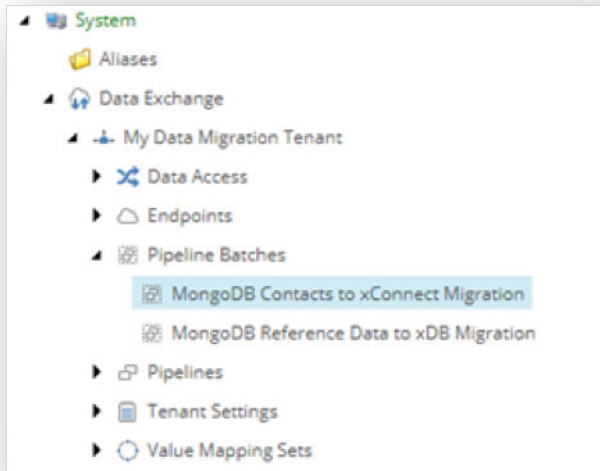 System
Aliases
Data Exchange
My Data Migration Tenant
Data Access
Endpoints
Pipeline Batches
MongoDB Contacts to xConnect Migration
MongoDB Reference Data to xDB Migration
Pipelines
Tenant Settings
Value Mapping Sets